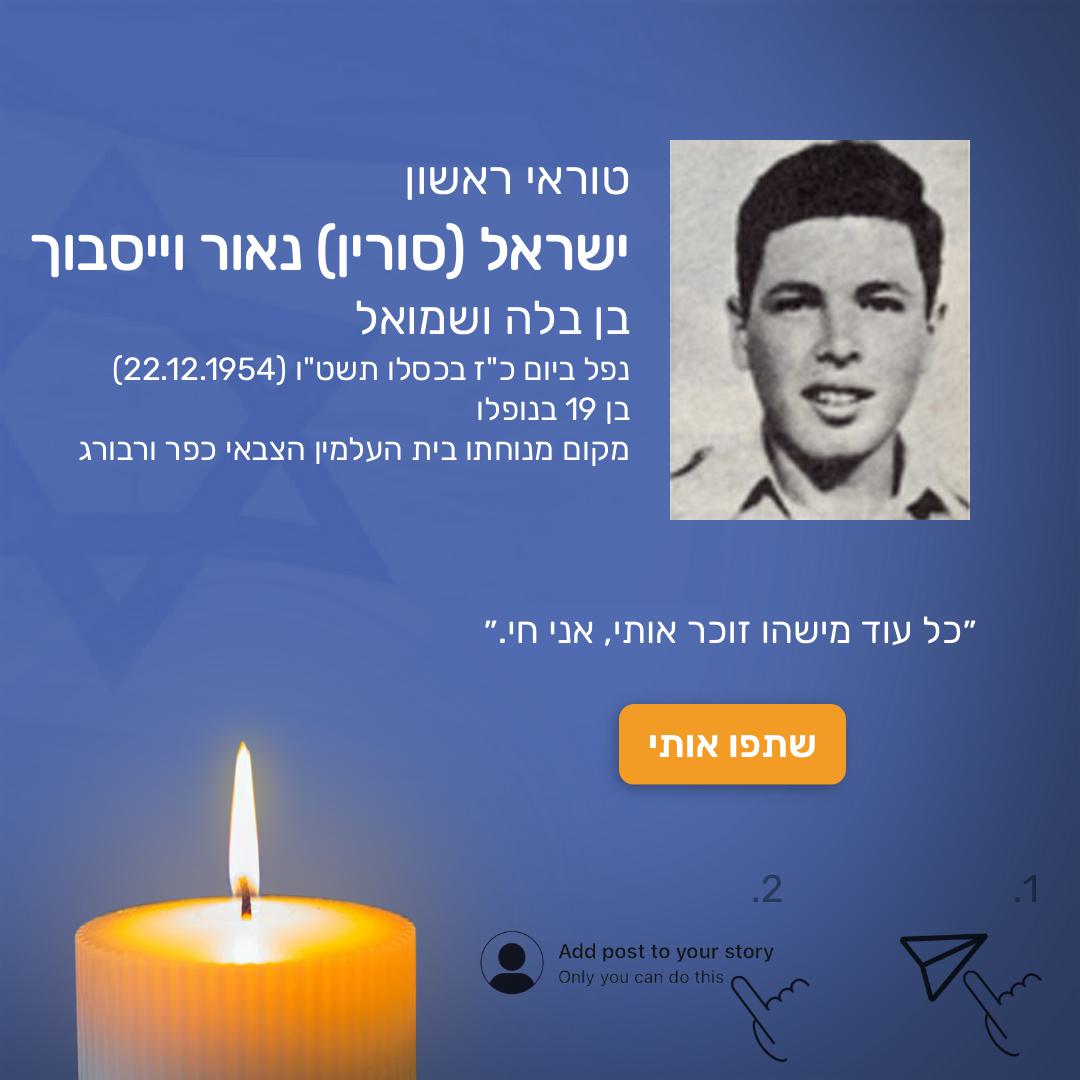 טוראי ראשון
ישראל (סורין) נאור וייסבוך
בן בלה ושמואל
נפל ביום כ"ז בכסלו תשט"ו (22.12.1954)
בן 19 בנופלו
מקום מנוחתו בית העלמין הצבאי כפר ורבורג
״כל עוד מישהו זוכר אותי, אני חי.״
שתפו אותי
.1
.2
Add post to your story
Only you can do this